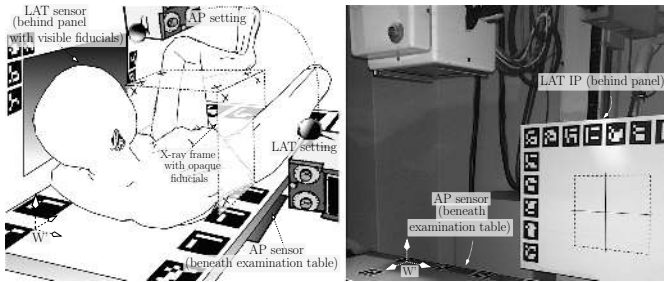 LAT sensor
(behind panel
with visible fiducials)
AP setting
X-ray frame
with opaque
fiducials
LAT setting
W'
AP sensor
(beneath examination table)
LAT IP (behind panel)
AP sensor
(beneath
examination table)
W'